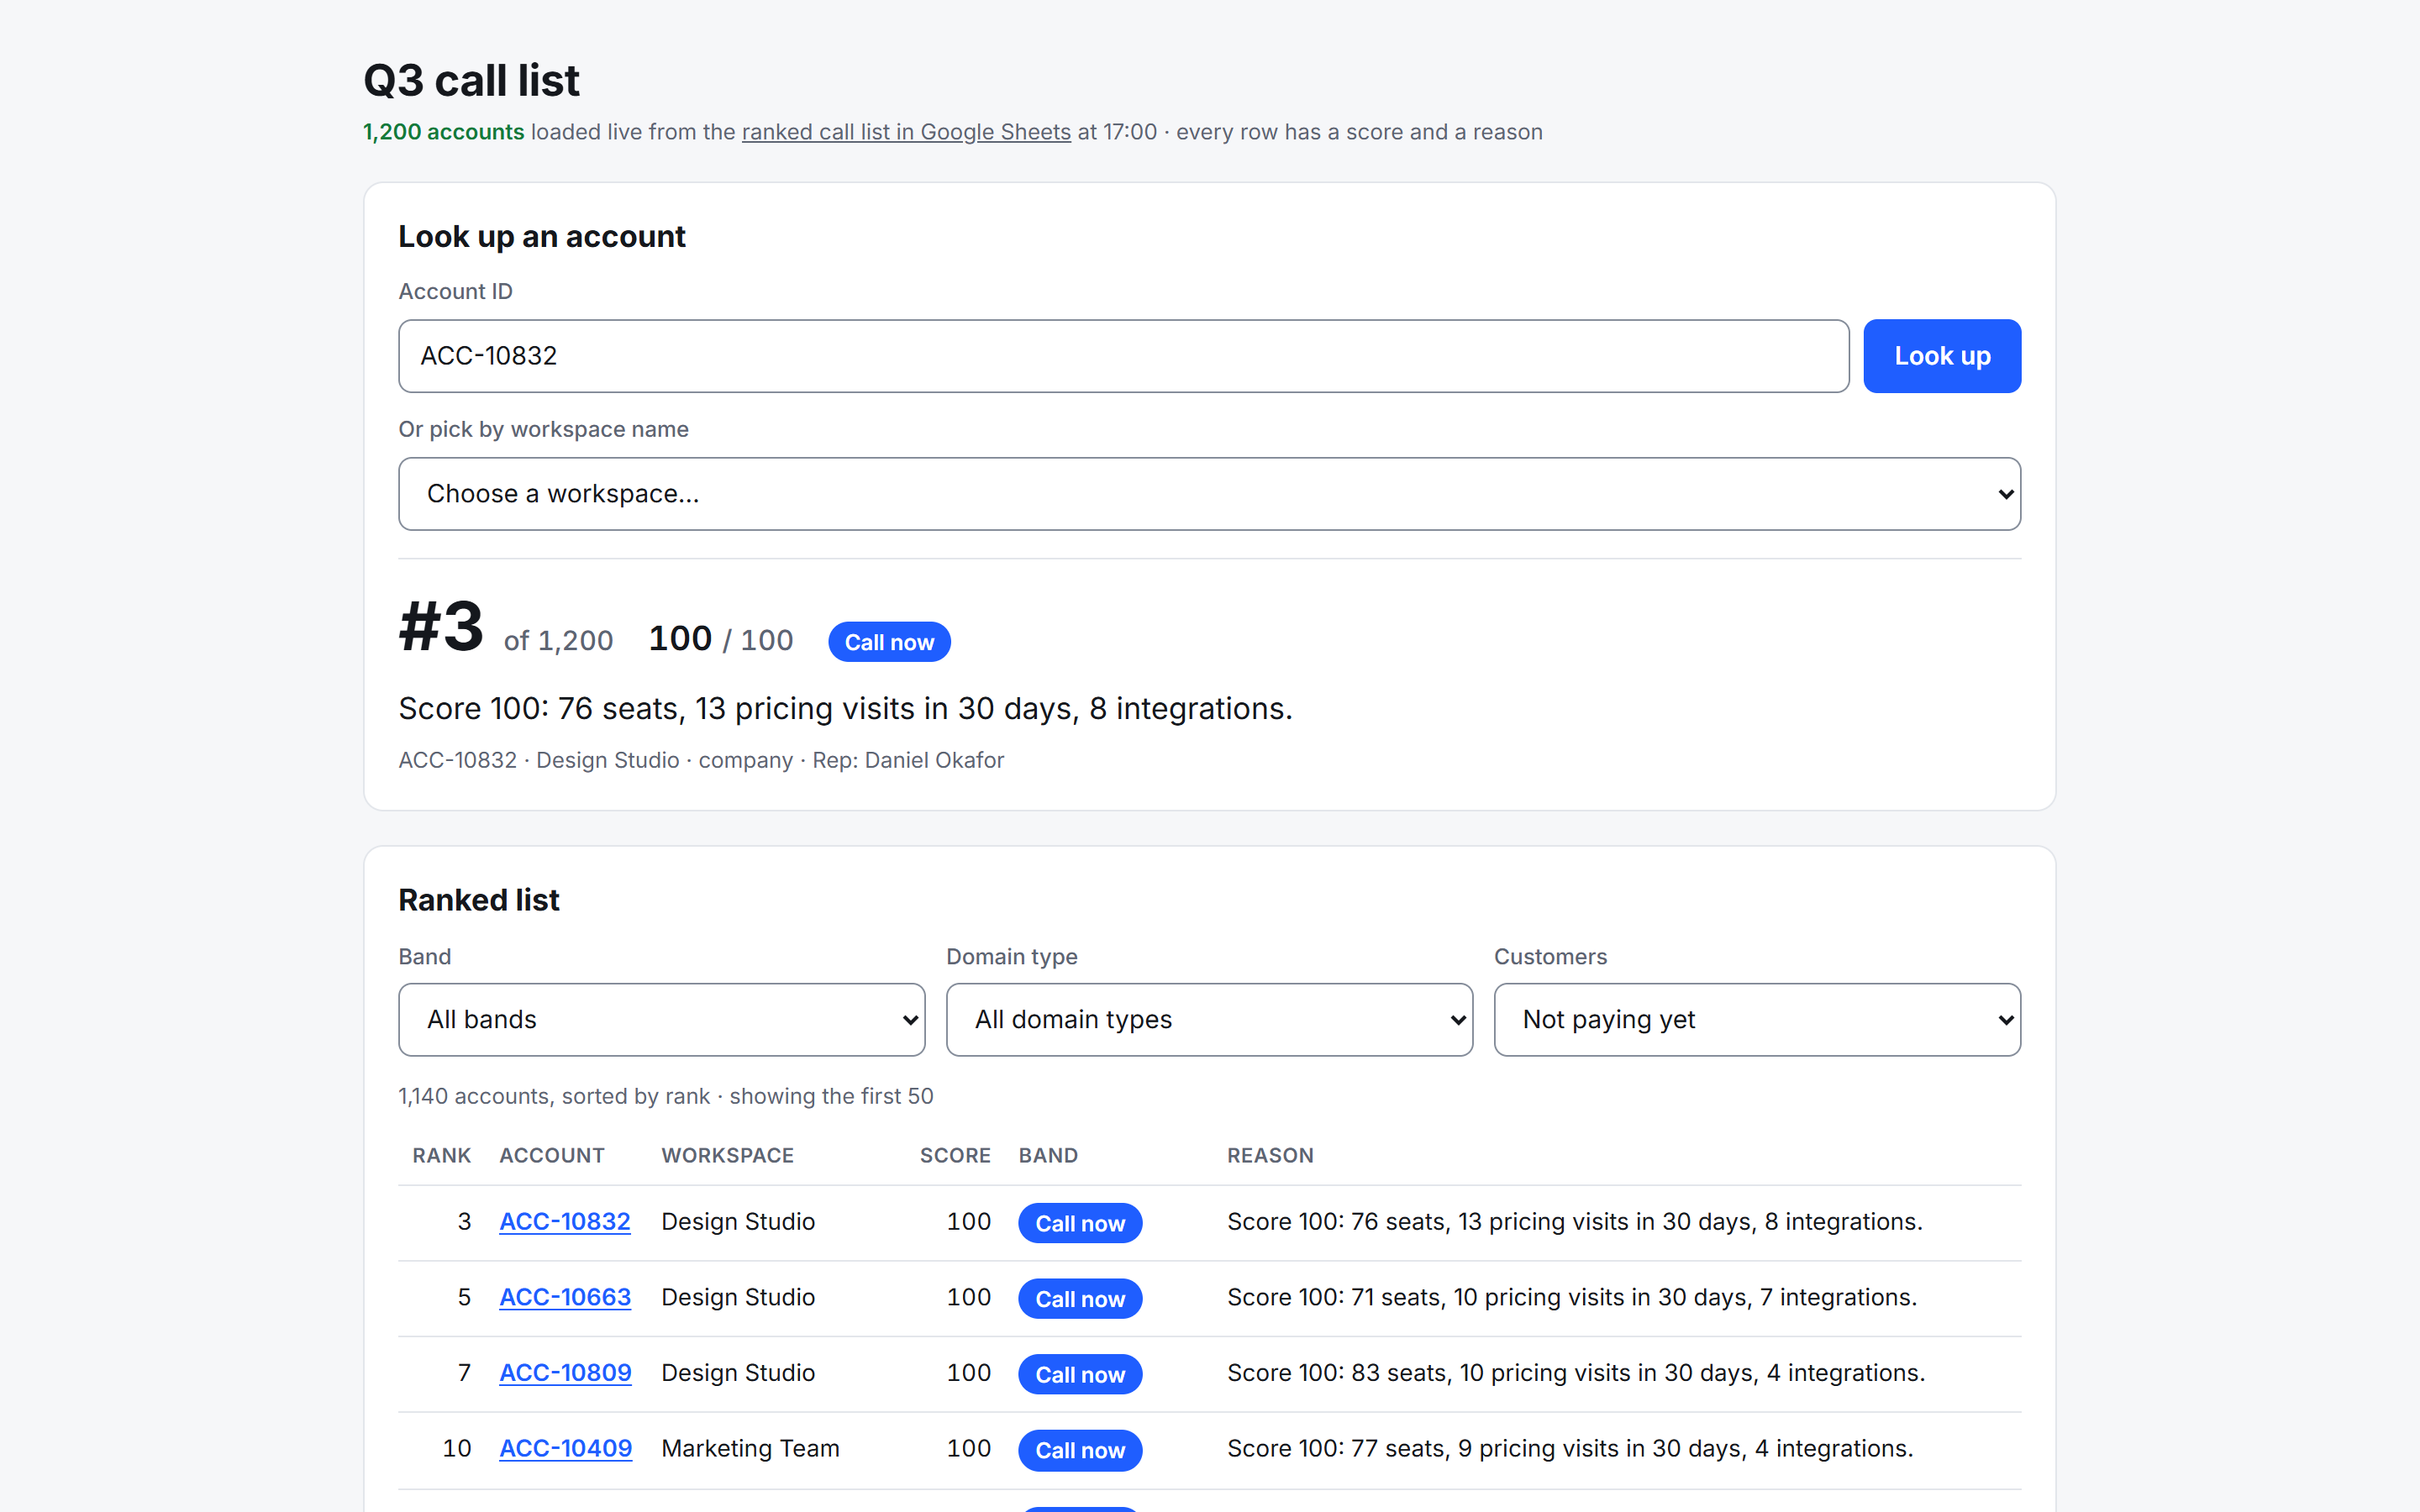 Q3 call list
1,200 accounts loaded live from the ranked call list in Google Sheets at 17:00 · every row has a score and a reason
Look up an account
Account ID
ACC-10832
Look up
Or pick by workspace name
Choose a workspace...
#3 of 1,200 100 / 100 Call now
Score 100: 76 seats, 13 pricing visits in 30 days, 8 integrations.
ACC-10832 · Design Studio · company · Rep: Daniel Okafor
Ranked list
Band Domain type Customers
All bands All domain types Not paying yet
1,140 accounts, sorted by rank · showing the first 50
RANK ACCOUNT WORKSPACE SCORE BAND REASON
3 ACC-10832 Design Studio 100 Call now Score 100: 76 seats, 13 pricing visits in 30 days, 8 integrations.
5 ACC-10663 Design Studio 100 Call now Score 100: 71 seats, 10 pricing visits in 30 days, 7 integrations.
7 ACC-10809 Design Studio 100 Call now Score 100: 83 seats, 10 pricing visits in 30 days, 4 integrations.
10 ACC-10409 Marketing Team 100 Call now Score 100: 77 seats, 9 pricing visits in 30 days, 4 integrations.